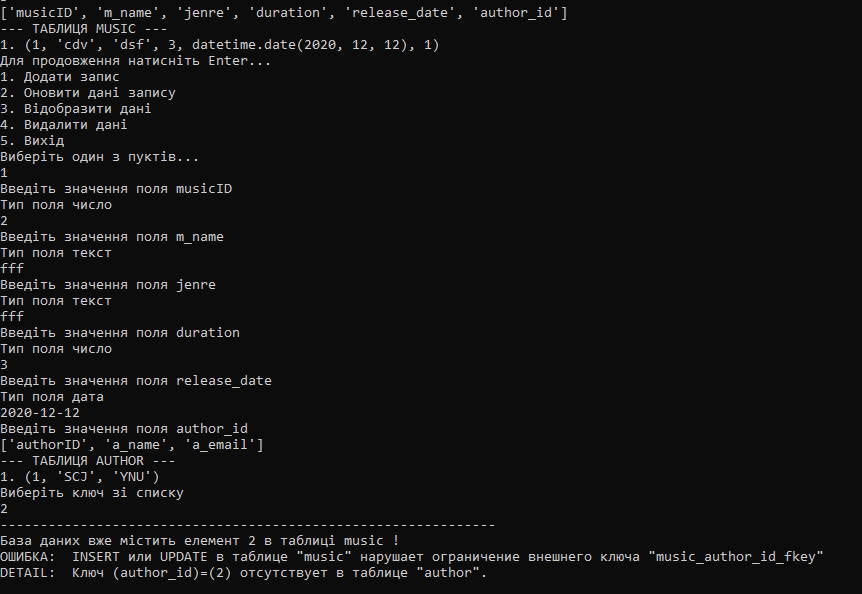 ['musicID', 'm_name', 'jenre', 'duration', 'release_date', 'author_id']
--- ТАБЛИЦЯ MUSIC ---
1. (1, 'cdv', 'dsf', 3, datetime.date(2020, 12, 12), 1)
Для продовження натисніть Enter...
1. Додати запис
2. Оновити дані запису
3. Відобразити дані
4. Видалити дані
5. Вихід
Виберіть один з пуктів...
1
Введіть значення поля musicID
Тип поля число
2
Введіть значення поля m_name
Тип поля текст
fff
Введіть значення поля jenre
Тип поля текст
fff
Введіть значення поля duration
Тип поля число
3
Введіть значення поля release_date
Тип поля дата
2020-12-12
Введіть значення поля author_id
['authorID', 'a_name', 'a_email']
--- ТАБЛИЦЯ AUTHOR ---
1. (1, 'SCJ', 'YNU')
Виберіть ключ зі списку
2
--------------------------------------------------------------
База даних вже містить елемент 2 в таблиці music !
ОШИБКА:  INSERT или UPDATE в таблице "music" нарушает ограничение внешнего ключа "music_author_id_fkey"
DETAIL:  Ключ (author_id)=(2) отсутствует в таблице "author".